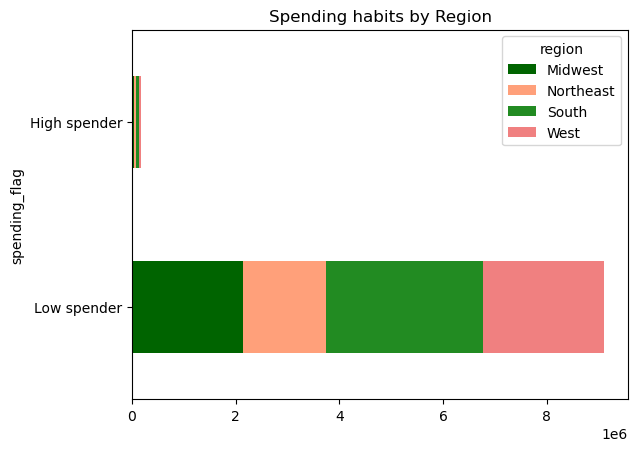 Spending habits by Region
region
Midwest
Northeast
South
West
High spender
Low spender
spending_flag
0 2 4 6 8
1e6